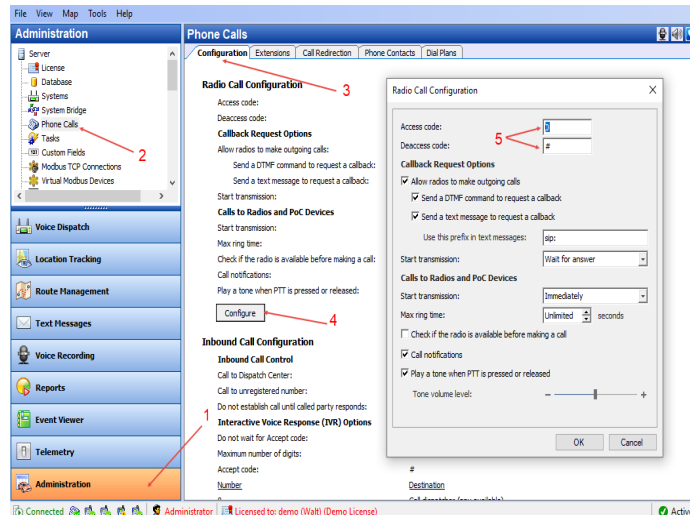 File View Map Tools Help
Administration
Server
License
Database
Systems
System Bridge
Phone Calls
Tasks
Custom Fields
Modbus TCP Connections
Virtual Modbus Devices
2
Voice Dispatch
Location Tracking
Route Management
Text Messages
Voice Recording
Reports
Event Viewer
Telemetry
1
Administration
Phone Calls
Configuration Extensions Call Redirection Phone Contacts Dial Plans
3
Radio Call Configuration
Access code:
Deaccess code:
Callback Request Options
Allow radios to make outgoing calls:
Send a DTMF command to request a callback:
Send a text message to request a callback:
Start transmission:
Calls to Radios and PoC Devices
Start transmission:
Max ring time:
Check if the radio is available before making a call:
Call notifications:
Play a tone when PTT is pressed or released:
Configure
4
Inbound Call Configuration
Inbound Call Control
Call to Dispatch Center:
Call to unregistered number:
Do not establish call until called party responds:
Interactive Voice Response (IVR) Options
Do not wait for Accept code:
Maximum number of digits:
Accept code: #
Number Destination
Radio Call Configuration X
Access code:
5
Deaccess code: #
Callback Request Options
Allow radios to make outgoing calls
Send a DTMF command to request a callback
Send a text message to request a callback
Use this prefix in text messages: sip:
Start transmission: Wait for answer
Calls to Radios and PoC Devices
Start transmission: Immediately
Max ring time: Unlimited seconds
Check if the radio is available before making a call
Call notifications
Play a tone when PTT is pressed or released
Tone volume level: - +
OK Cancel
Connected Administrator Licensed to: demo (Walt) (Demo License) Active